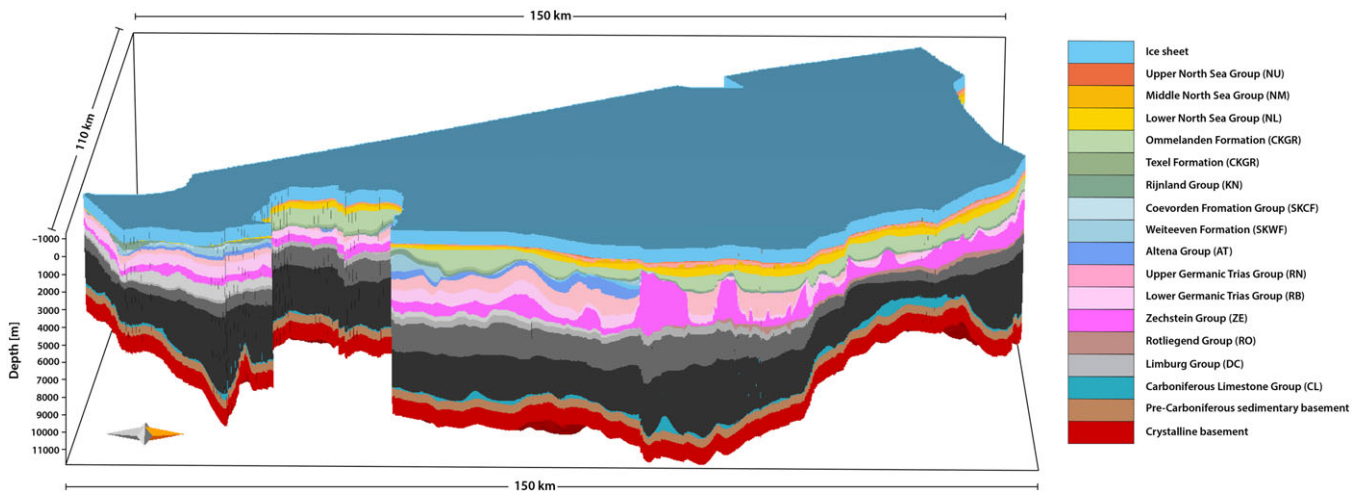 150 km
110 km
-1000
0
1000
2000
3000
4000
5000
6000
7000
8000
9000
10000
11000
Depth [m]
150 km
Ice sheet
Upper North Sea Group (NU)
Middle North Sea Group (NM)
Lower North Sea Group (NL)
Ommelanden Formation (CKGR)
Texel Formation (CKGR)
Rijnland Group (KN)
Coevorden Fromation Group (SKCF)
Weiteeven Formation (SKWF)
Altena Group (AT)
Upper Germanic Trias Group (RN)
Lower Germanic Trias Group (RB)
Zechstein Group (ZE)
Rotliegend Group (RO)
Limburg Group (DC)
Carboniferous Limestone Group (CL)
Pre-Carboniferous sedimentary basement
Crystalline basement